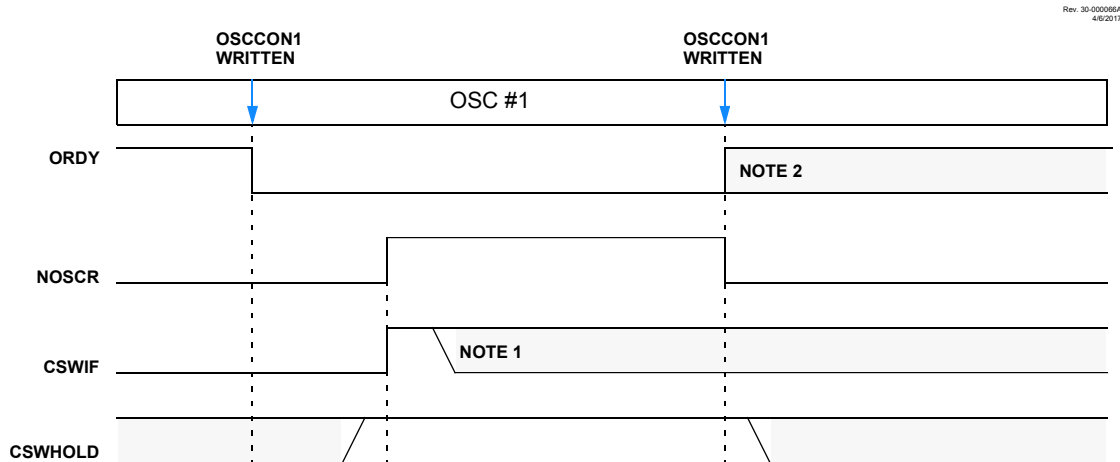 Rev. 30-000066A
4/6/2017
OSCCON1
WRITTEN
OSCCON1
WRITTEN
OSC #1
ORDY
NOTE 2
NOSCR
CSWIF
NOTE 1
CSWHOLD